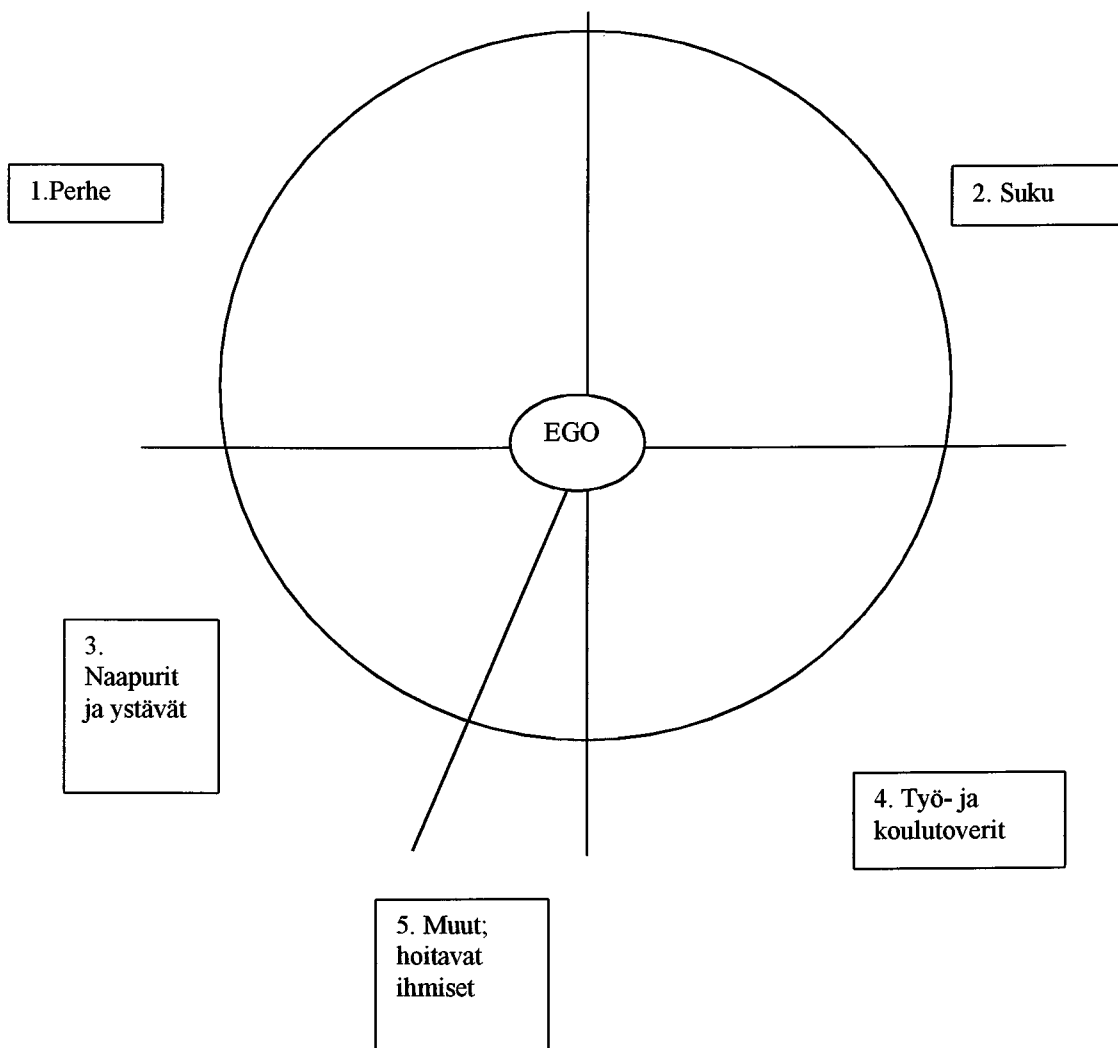 1.Perhe
2. Suku
EGO
3.
Naapurit
ja ystävät
4. Työ- ja
koulutoverit
5. Muut;
hoitavat
ihmiset